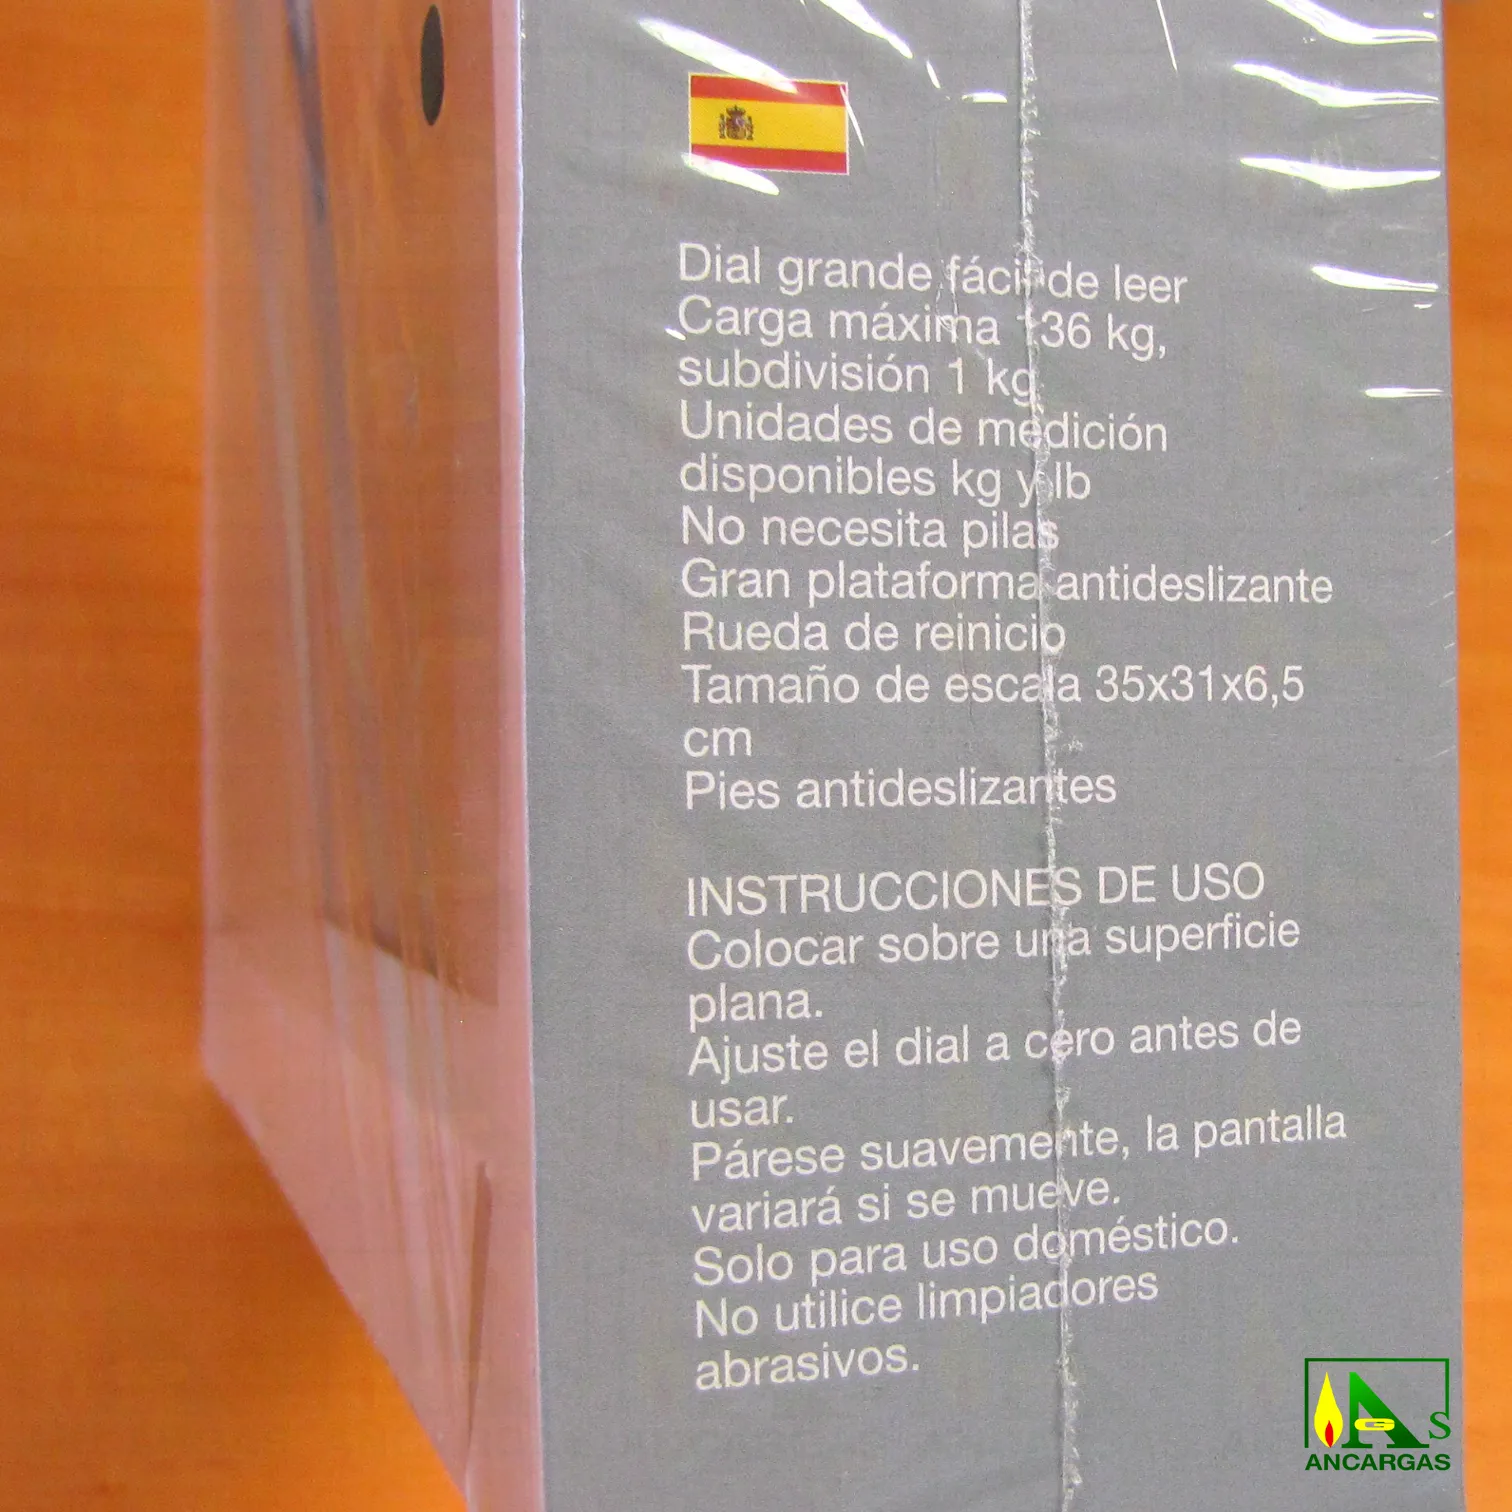 Dial grande fácil de leer
Carga máxima 136 kg,
subdivisión 1 kg
Unidades de medición
disponibles kg y lb
No necesita pilas
Gran plataforma antideslizante
Rueda de reinicio
Tamaño de escala 35x31x6,5
cm
Pies antideslizantes
INSTRUCCIONES DE USO
Colocar sobre una superficie
plana.
Ajuste el dial a cero antes de
usar.
Párese suavemente, la pantalla
variará si se mueve.
Solo para uso doméstico.
No utilice limpiadores
abrasivos.
AGS
ANCARGAS